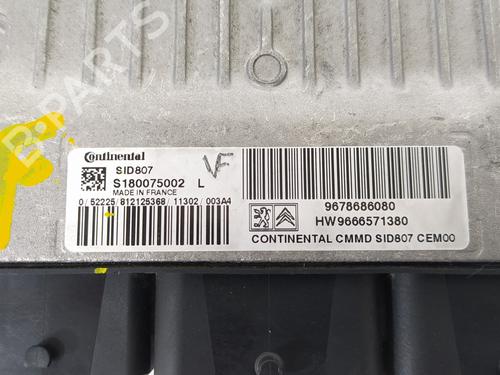 Continental
SID807
VF
S180075002 L
MADE IN FRANCE
0/52225/812125368/11302/003A4
9678686080
HW9666571380
CONTINENTAL CMMD SID807 CEM00
B-PARTS